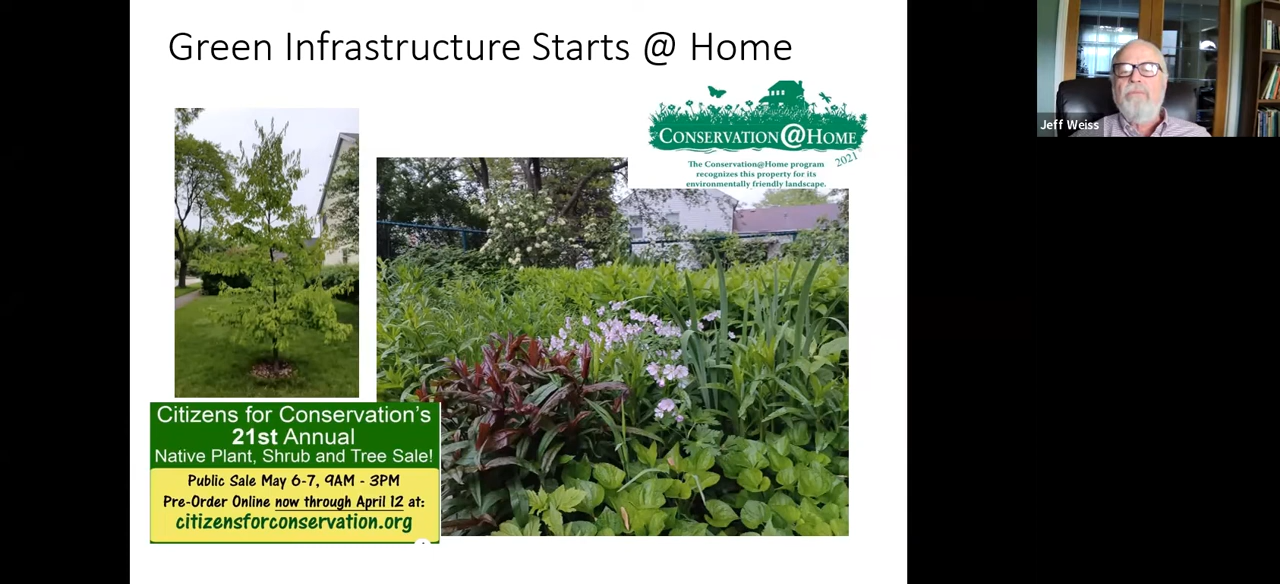 Green Infrastructure Starts @ Home
Jeff Weiss
CONSERVATION@HOME
2021
The Conservation@Home program
recognizes this property for its
environmentally friendly landscape.
Citizens for Conservation's
21st Annual
Native Plant, Shrub and Tree Sale!
Public Sale May 6-7, 9AM - 3PM
Pre-Order Online now through April 12 at:
citizensforconservation.org